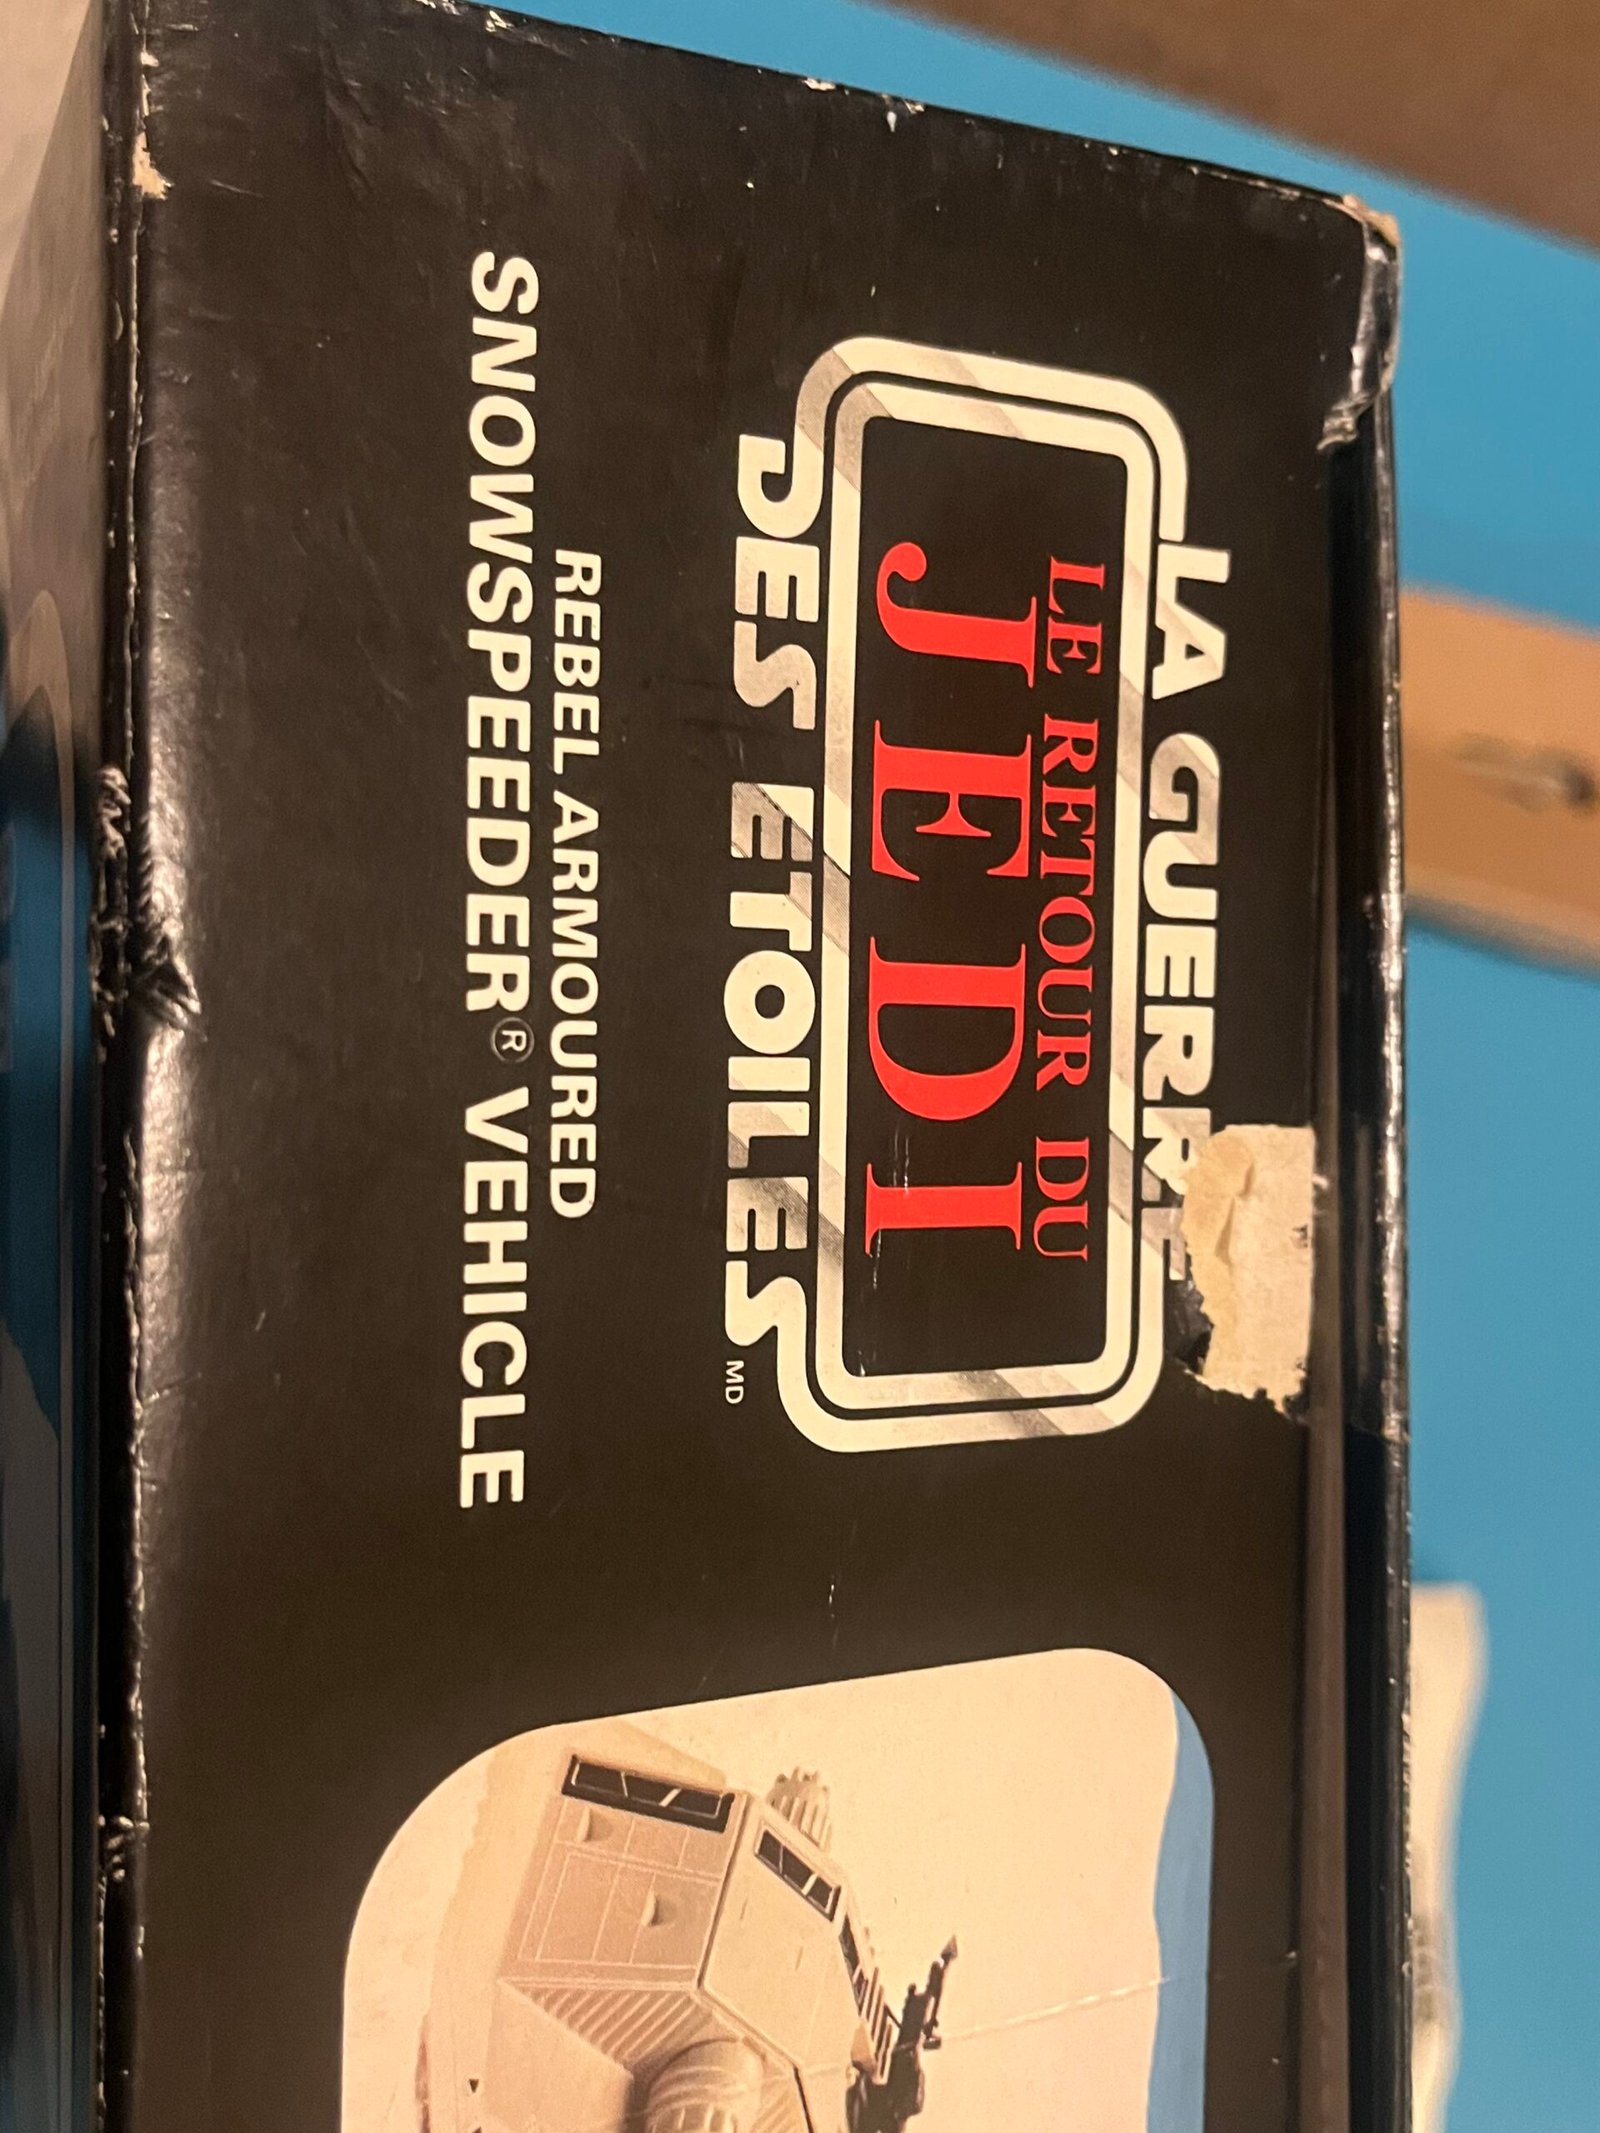 LA GUERRE
LE RETOUR DU
JEDI
DES ETOILES MD
REBEL ARMOURED
SNOWSPEEDER® VEHICLE